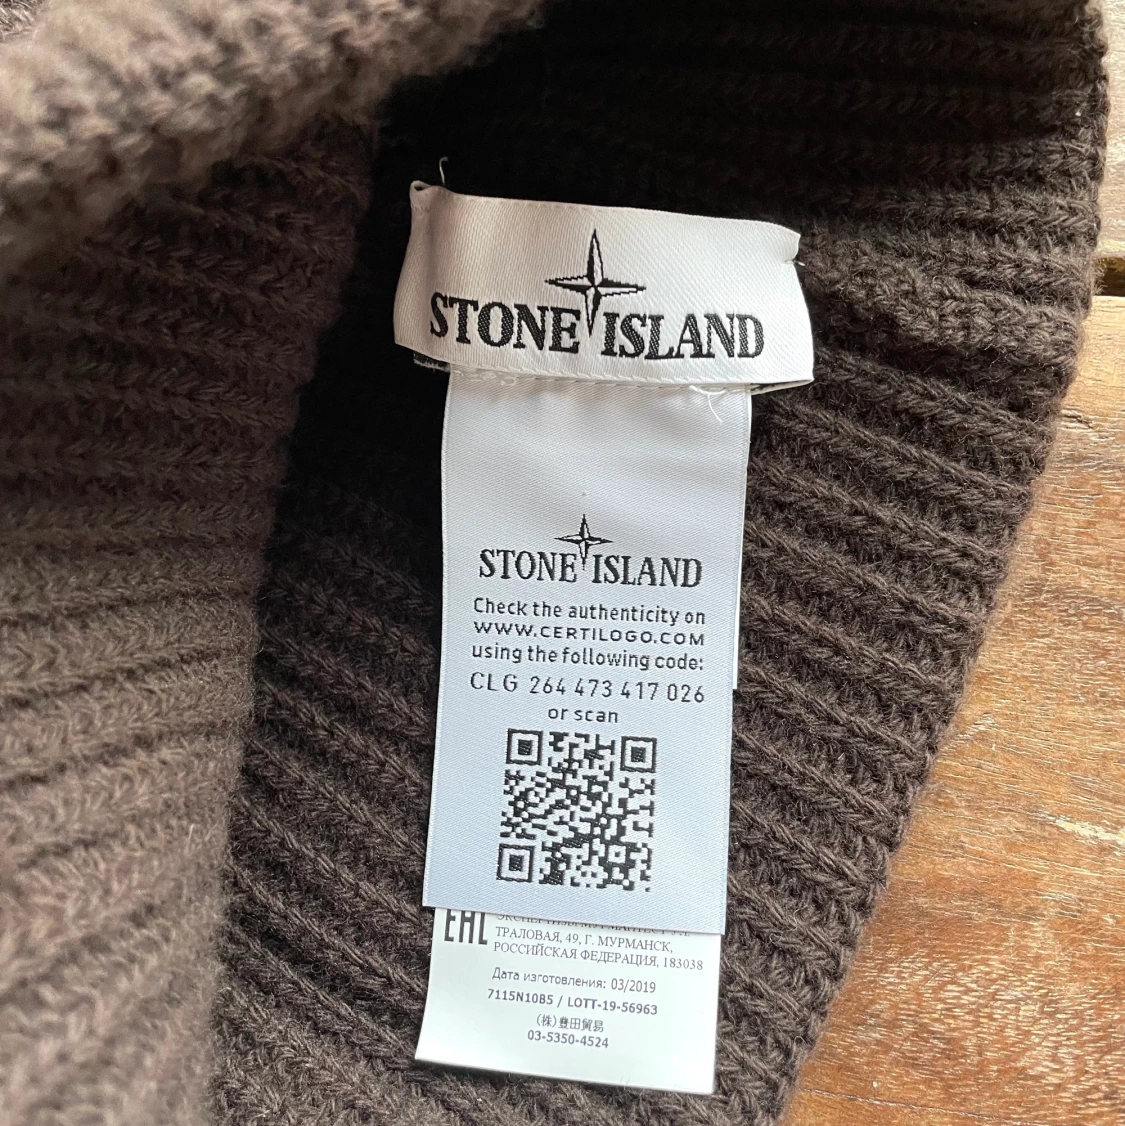 STONE ISLAND
STONE ISLAND
Check the authenticity on
WWW.CERTILOGO.COM
using the following code:
CLG 264 473 417 026
or scan
EAC
ТРАЛОВАЯ, 49, Г. МУРМАНСК,
РОССИЙСКАЯ ФЕДЕРАЦИЯ, 183038
Дата изготовления: 03/2019
7115N10B5 / LOTT-19-56963
(株)豊田貿易
03-5350-4524